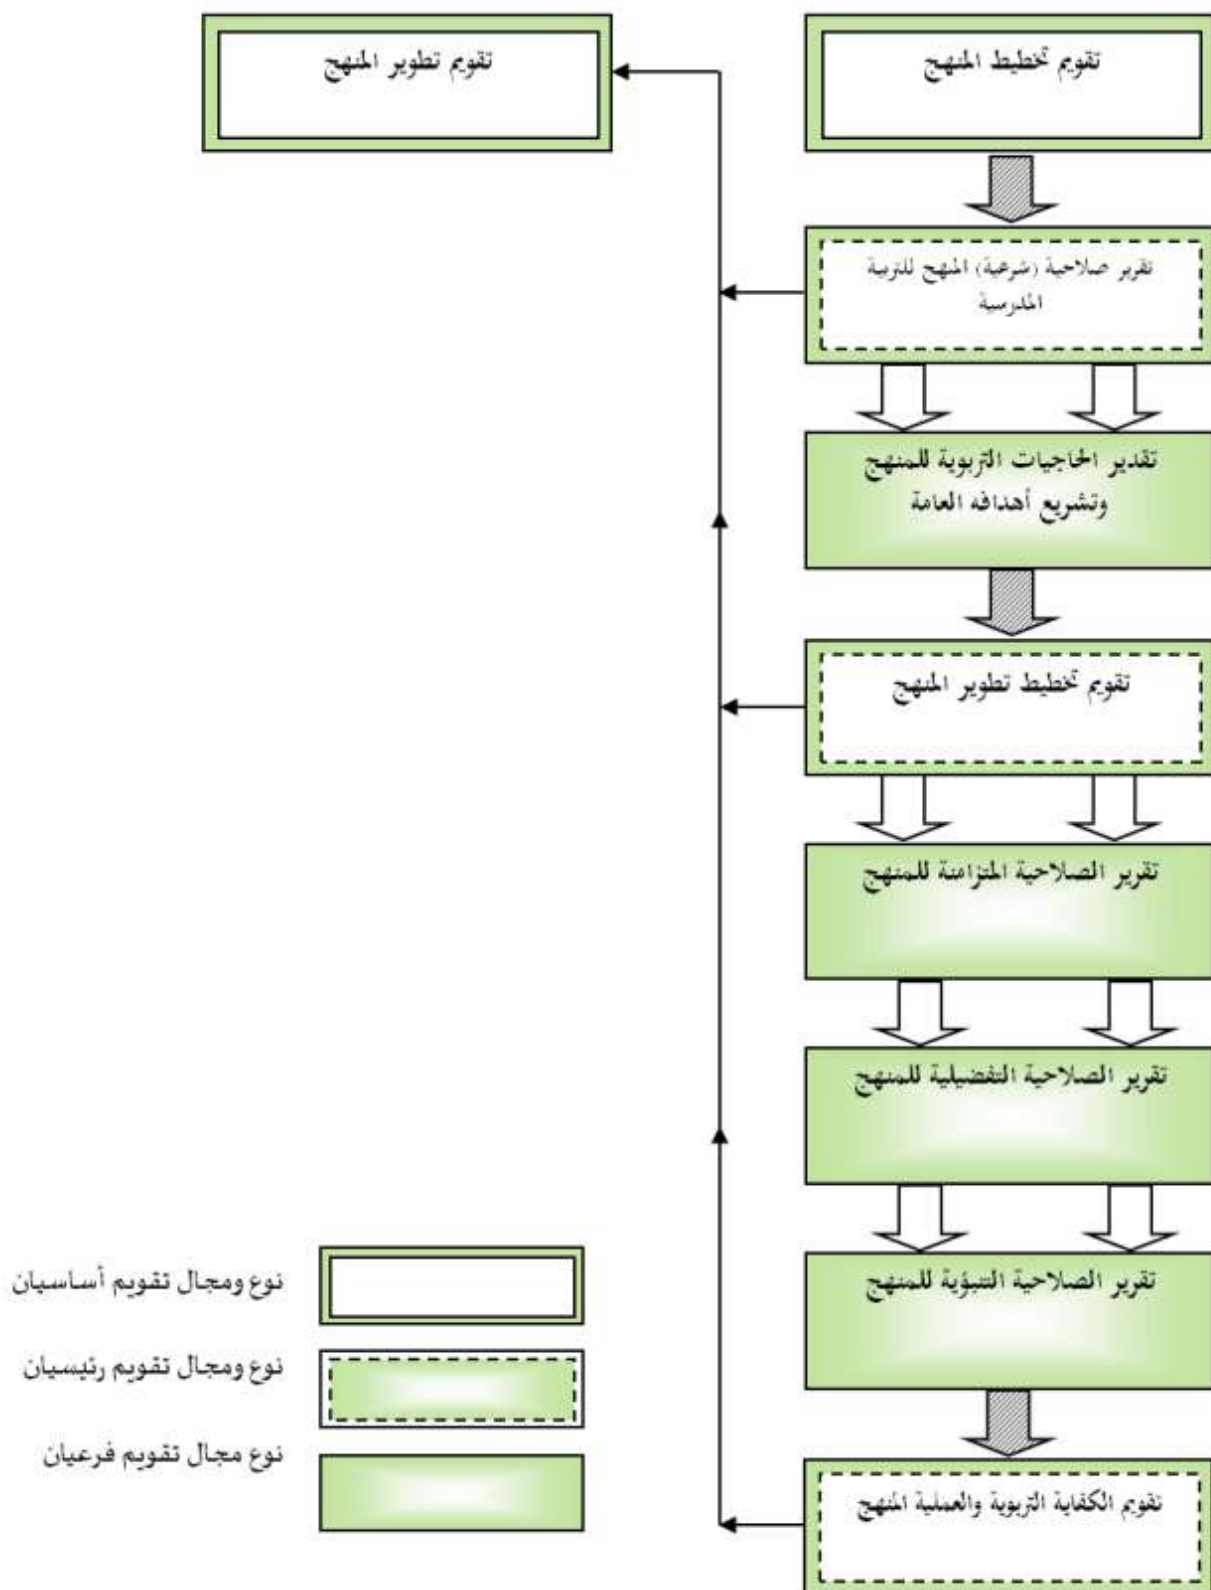 تقويم تخطيط المنهج
تقويم تطوير المنهج
تقرير صلاحية (شرعية) المنهج للتربية
المدرسية
تقدير الحاجيات التربوية للمنهج
وتشريع أهدافه العامة
تقويم تخطيط تطوير المنهج
تقرير الصلاحية المتزامنة للمنهج
تقرير الصلاحية التفضيلية للمنهج
تقرير الصلاحية التنبؤية للمنهج
تقويم الكفاية التربوية والعملية المنهج
نوع ومجال تقويم أساسيان
نوع ومجال تقويم رئيسيان
نوع مجال تقويم فرعيان